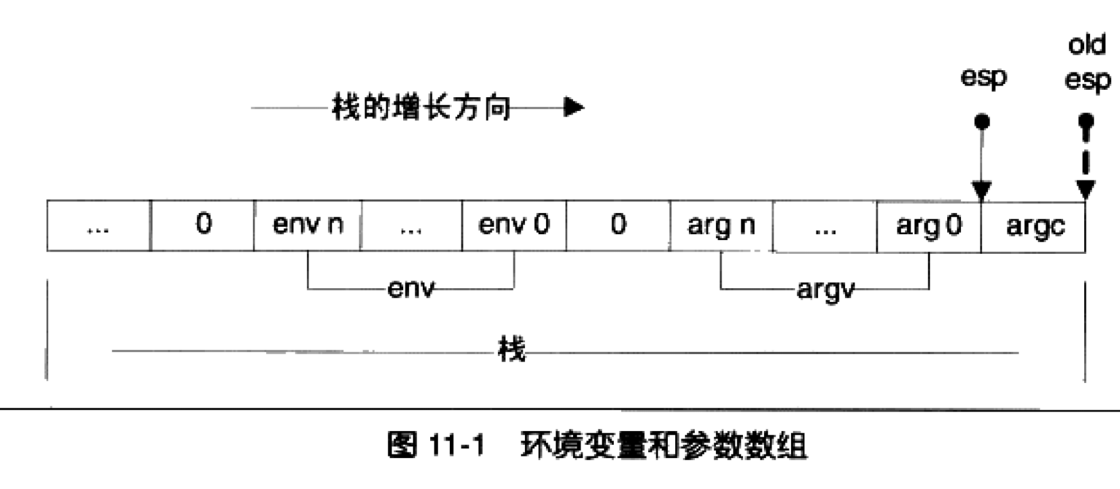 old
esp
esp
栈的增长方向
... 0 env n ... env 0 0 arg n ... arg 0 argc
env argv
栈
图 11-1 环境变量和参数数组